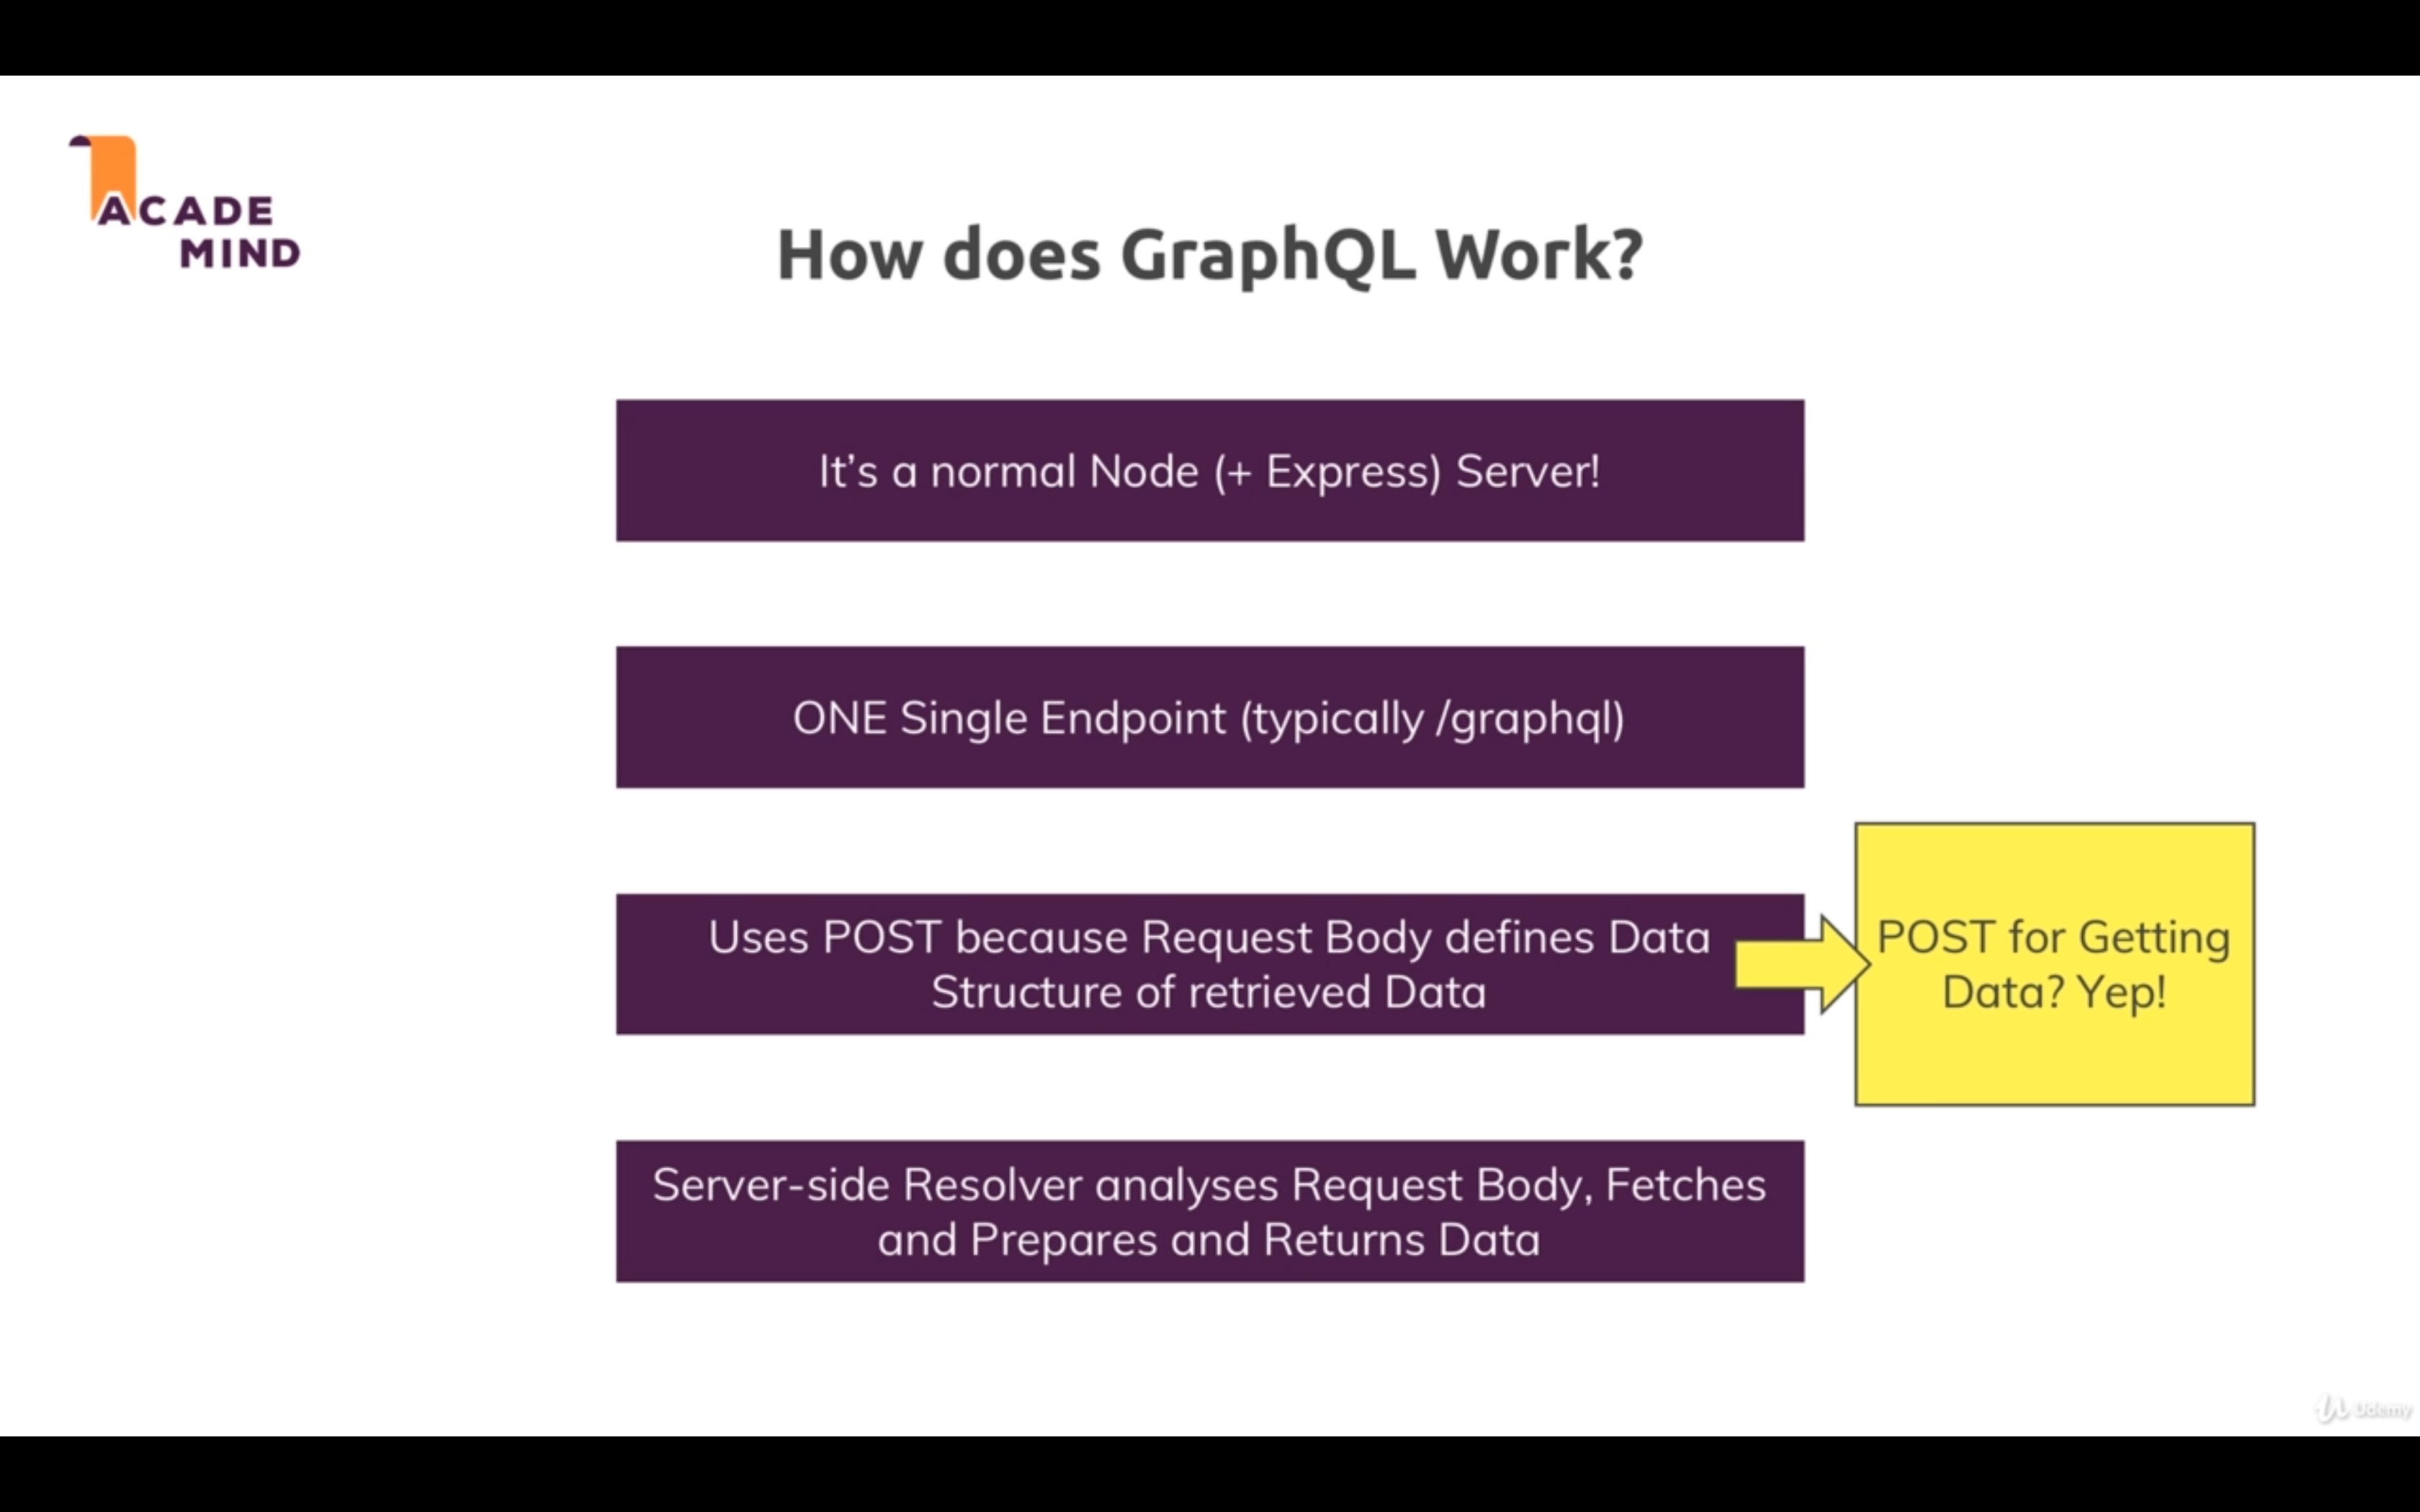 ACADE
MIND
How does GraphQL Work?
It's a normal Node (+ Express) Server!
ONE Single Endpoint (typically /graphql)
Uses POST because Request Body defines Data
Structure of retrieved Data
POST for Getting
Data? Yep!
Server-side Resolver analyses Request Body, Fetches
and Prepares and Returns Data
Udemy